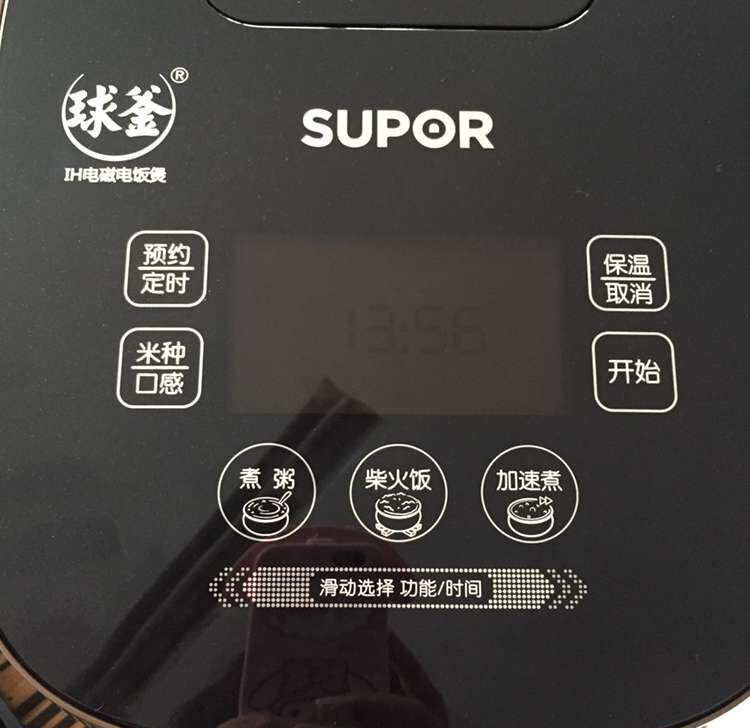 球釜®
IH电磁电饭煲
SUPOR
预约
定时
米种
口感
13:56
保温
取消
开始
煮 粥
柴火饭
加速煮
滑动选择 功能/时间